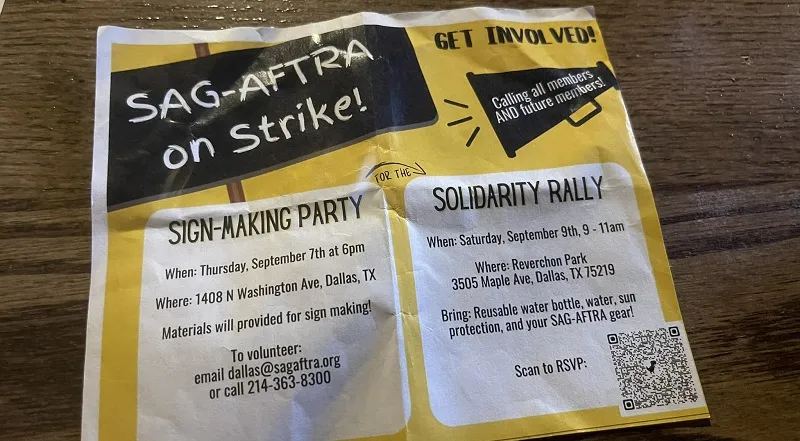 SAG-AFTRA
on Strike!
GET INVOLVED!
Calling all members
AND future members!
SIGN-MAKING PARTY
When: Thursday, September 7th at 6pm
Where: 1408 N Washington Ave, Dallas, TX
Materials will provided for sign making!
To volunteer:
email dallas@sagaftra.org
or call 214-363-8300
FOR THE
SOLIDARITY RALLY
When: Saturday, September 9th, 9 - 11am
Where: Reverchon Park
3505 Maple Ave, Dallas, TX 75219
Bring: Reusable water bottle, water, sun
protection, and your SAG-AFTRA gear!
Scan to RSVP: